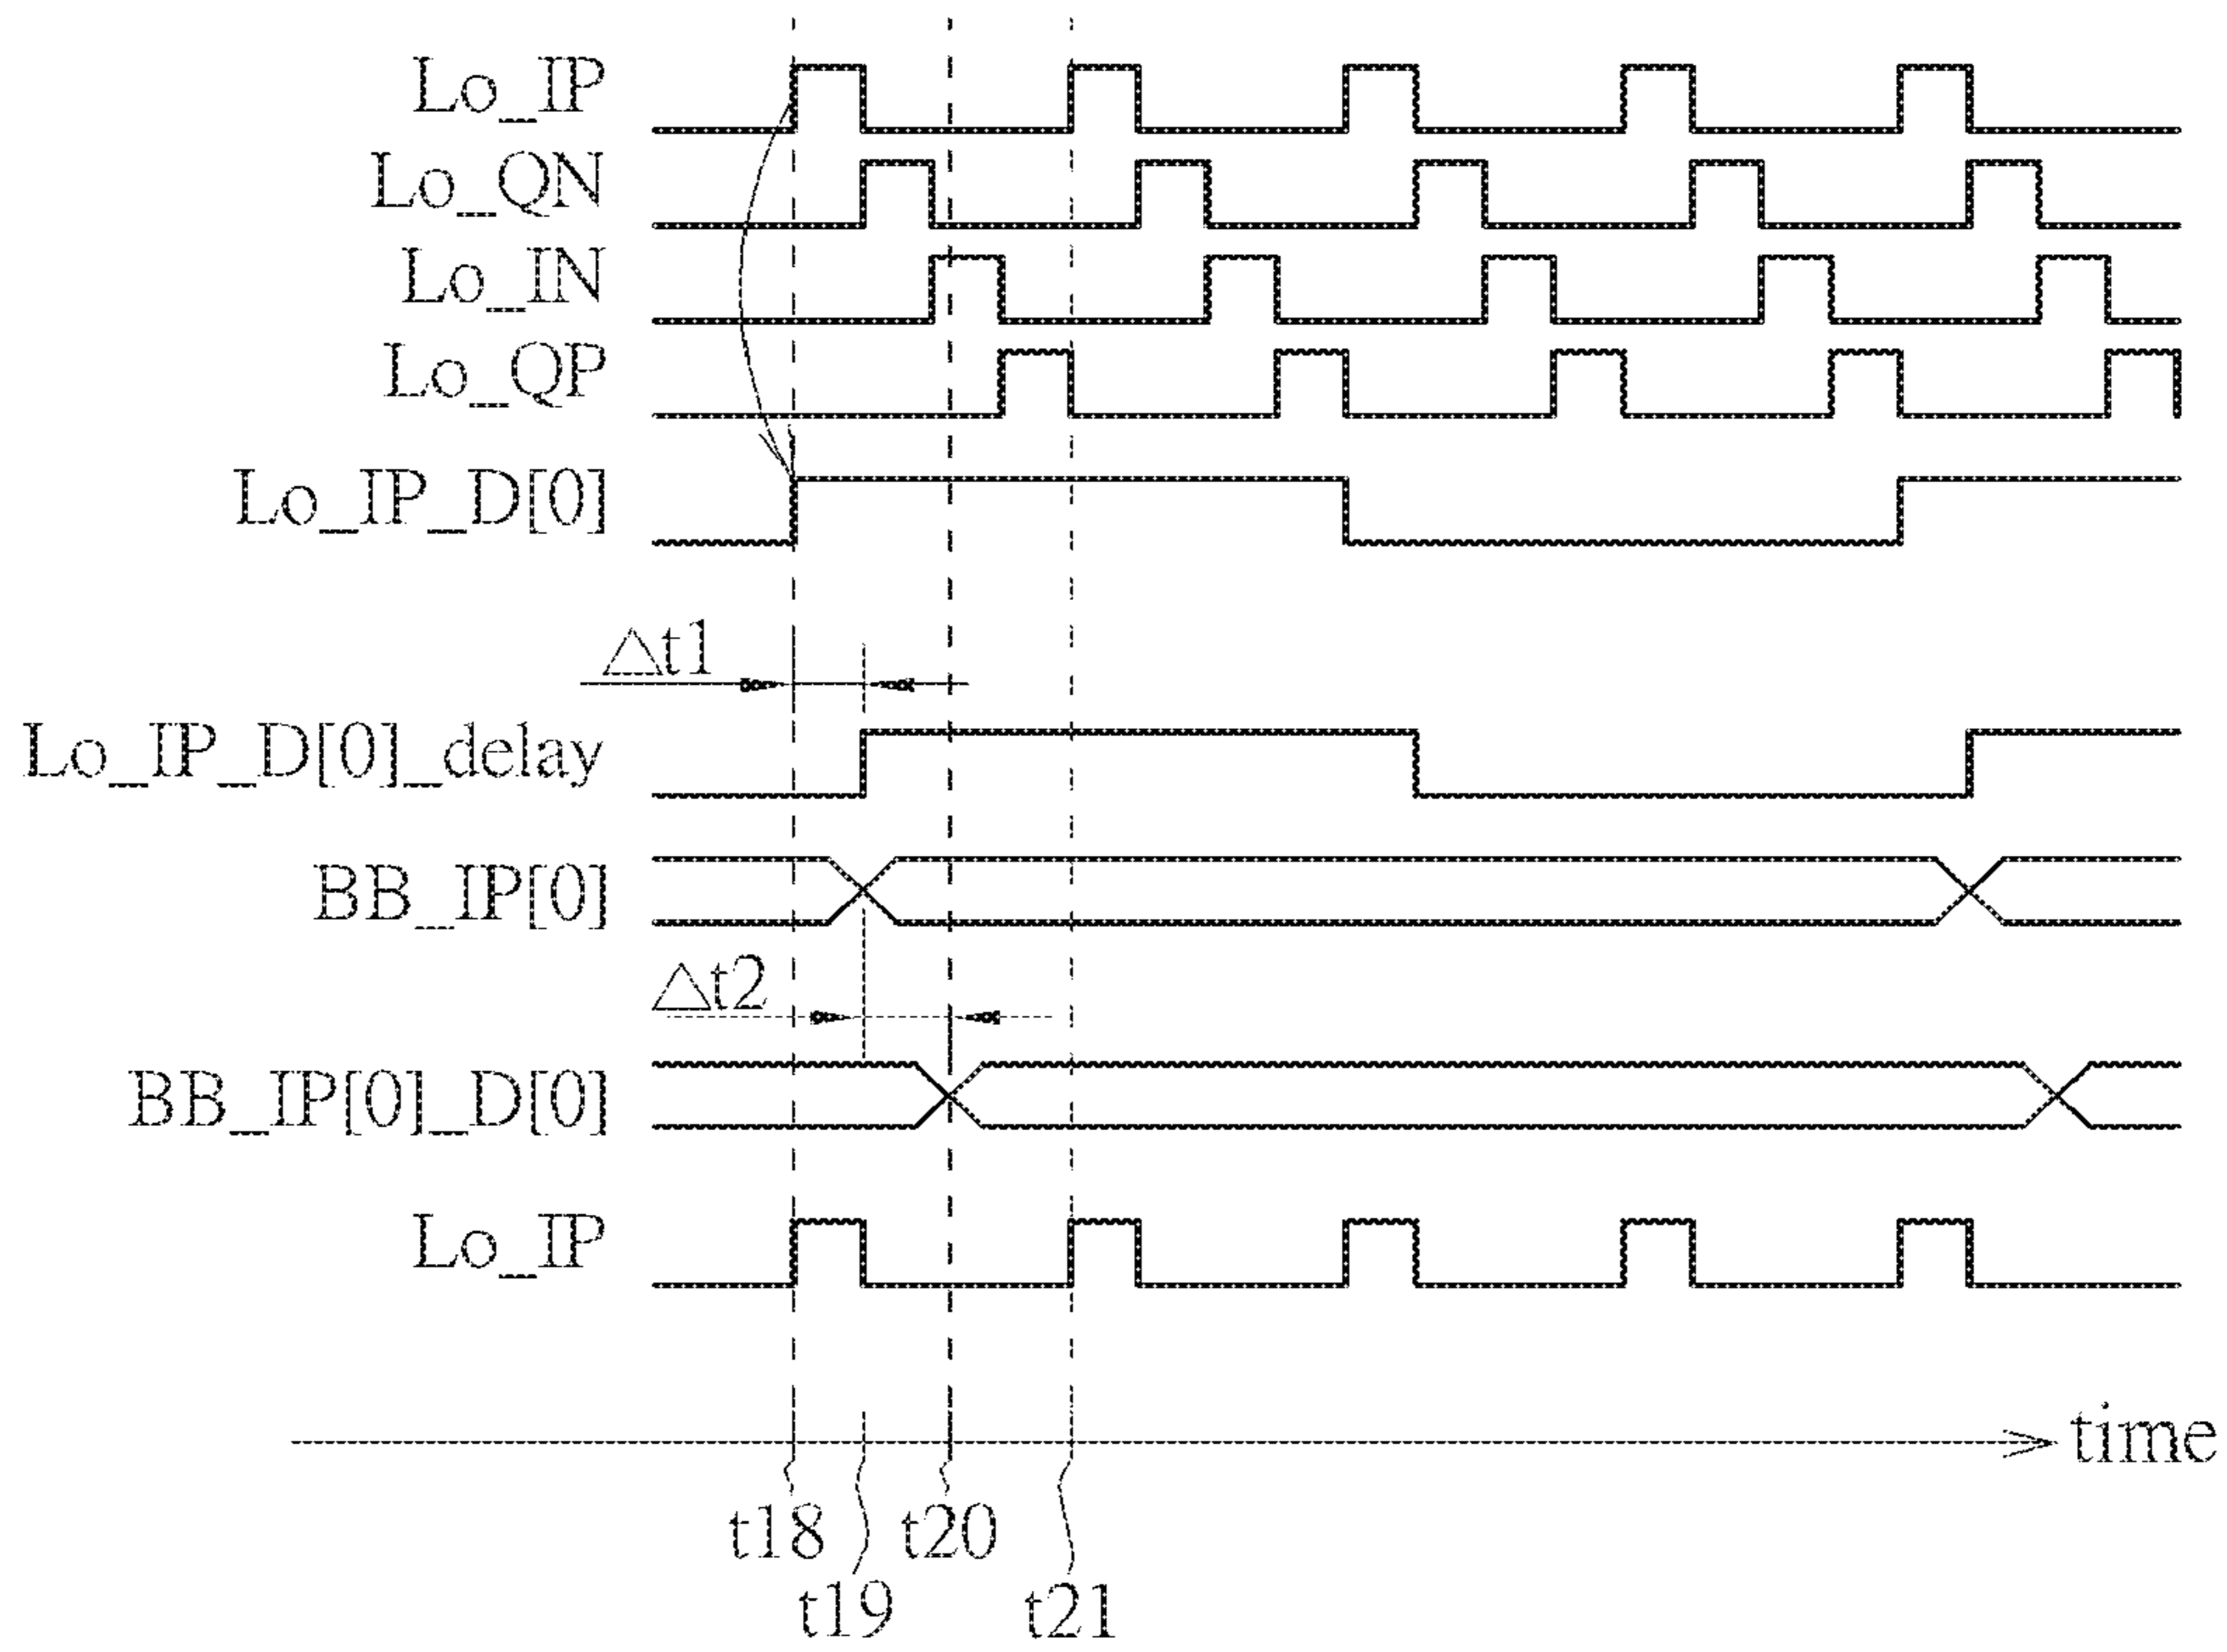 Lo_IP
Lo_QN
Lo_IN
Lo_QP
Lo_IP_D[0]
△t1
Lo_IP_D[0]_delay
BB_IP[0]
△t2
BB_IP[0]_D[0]
Lo_IP
time
t18 t20
t19 t21